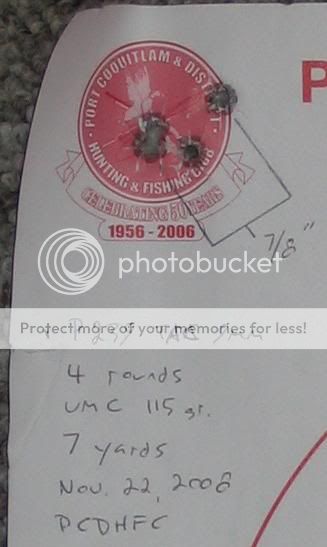 PORT COQUITLAM & DISTRICT
HUNTING & FISHING CLUB
CELEBRATING 50 YEARS
1956 - 2006
P
7/8"
photobucket
Protect more of your memories for less!
4 rounds
UMC 115 gr.
7 yards
Nov. 22, 2008
PCDHFC